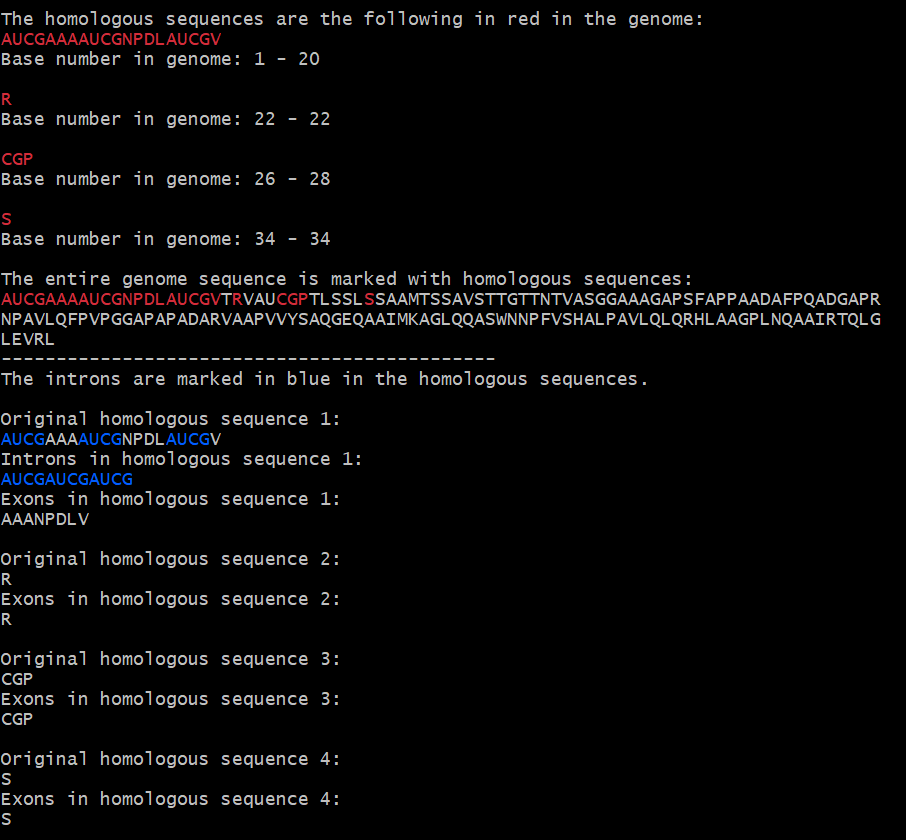 The homologous sequences are the following in red in the genome:
AUCGAAAAUCGNPDLAUCGV
Base number in genome: 1 - 20
R
Base number in genome: 22 - 22
CGP
Base number in genome: 26 - 28
S
Base number in genome: 34 - 34
The entire genome sequence is marked with homologous sequences:
AUCGAAAAUCGNPDLAUCGVTRVAUCGPTLSSLSSAAMTSSAVSTTGTTNTVASGGAAAGAPSFAPPAADAFPQADGAPR
NPAVLQFPVPGGAPAPADARVAAPVVYSAQGEQAAIMKAGLQQASWNNPFVSHALPAVLQLQRHLAAGPLNQAAIRTQLG
LEVRL
---------------------------------------------
The introns are marked in blue in the homologous sequences.
Original homologous sequence 1:
AUCGAAAAUCGNPDLAUCGV
Introns in homologous sequence 1:
AUCGAUCGAUCG
Exons in homologous sequence 1:
AAANPDLV
Original homologous sequence 2:
R
Exons in homologous sequence 2:
R
Original homologous sequence 3:
CGP
Exons in homologous sequence 3:
CGP
Original homologous sequence 4:
S
Exons in homologous sequence 4:
S